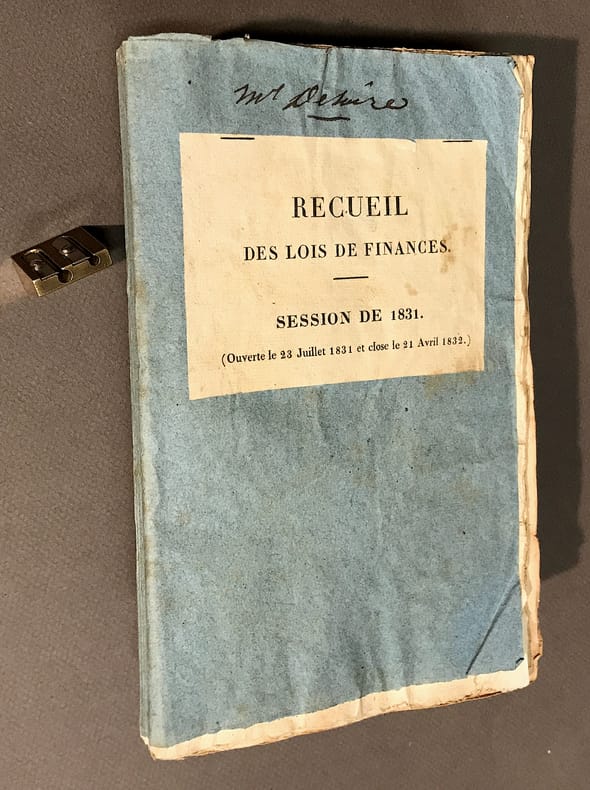 Mr Desire
RECUEIL
DES LOIS DE FINANCES.
SESSION DE 1831.
(Ouverte le 23 Juillet 1831 et close le 21 Avril 1832.)